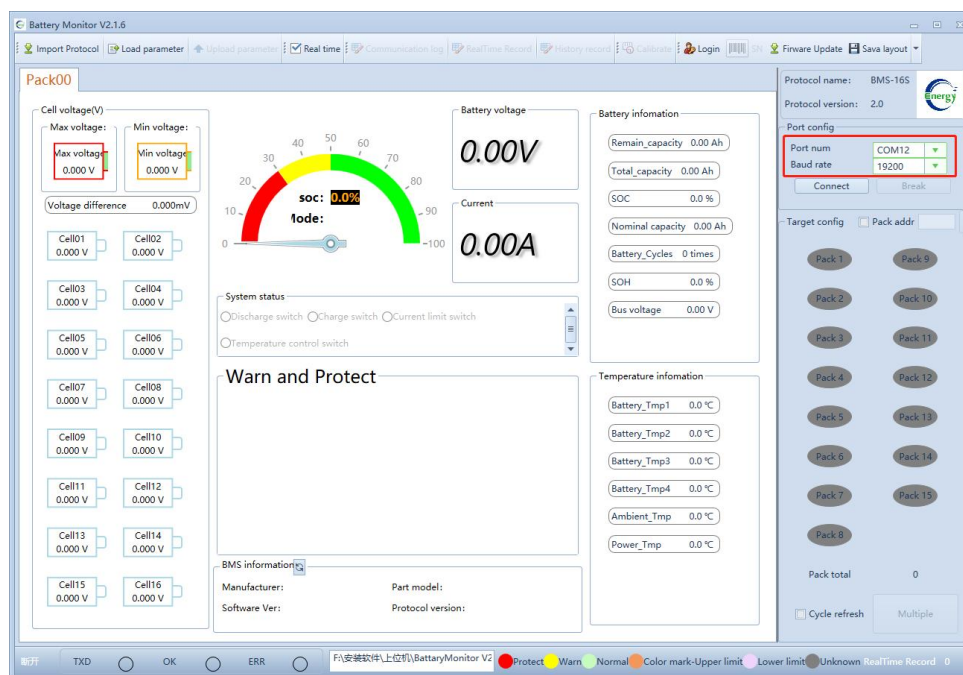 Battery Monitor V2.1.6
Import Protocol Load parameter Upload parameter Real time Communication log RealTime Record History record Calibrate Login SN Firware Update Sava layout
Pack00
Cell voltage(V)
Max voltage: Min voltage:
Max voltage Min voltage
0.000 V 0.000 V
Voltage difference 0.000mV
Cell01 Cell02
0.000 V 0.000 V
Cell03 Cell04
0.000 V 0.000 V
Cell05 Cell06
0.000 V 0.000 V
Cell07 Cell08
0.000 V 0.000 V
Cell09 Cell10
0.000 V 0.000 V
Cell11 Cell12
0.000 V 0.000 V
Cell13 Cell14
0.000 V 0.000 V
Cell15 Cell16
0.000 V 0.000 V
0 10 20 30 40 50 60 70 80 90 100
soc: 0.0%
Mode:
Battery voltage
0.00V
Current
0.00A
System status
Discharge switch Charge switch Current limit switch
Temperature control switch
Warn and Protect
BMS information
Manufacturer: Part model:
Software Ver: Protocol version:
Battery infomation
Remain_capacity 0.00 Ah
Total_capacity 0.00 Ah
SOC 0.0 %
Nominal capacity 0.00 Ah
Battery_Cycles 0 times
SOH 0.0 %
Bus voltage 0.00 V
Temperature infomation
Battery_Tmp1 0.0 ℃
Battery_Tmp2 0.0 ℃
Battery_Tmp3 0.0 ℃
Battery_Tmp4 0.0 ℃
Ambient_Tmp 0.0 ℃
Power_Tmp 0.0 ℃
Protocol name: BMS-16S
Protocol version: 2.0
Energy
Port config
Port num COM12
Baud rate 19200
Connect Break
Target config Pack addr
Pack 1 Pack 9
Pack 2 Pack 10
Pack 3 Pack 11
Pack 4 Pack 12
Pack 5 Pack 13
Pack 6 Pack 14
Pack 7 Pack 15
Pack 8
Pack total 0
Cycle refresh Multiple
断开 TXD OK ERR F:\安装软件\上位机\BattaryMonitor V2 Protect Warn Normal Color mark-Upper limit Lower limit Unknown RealTime Record 0